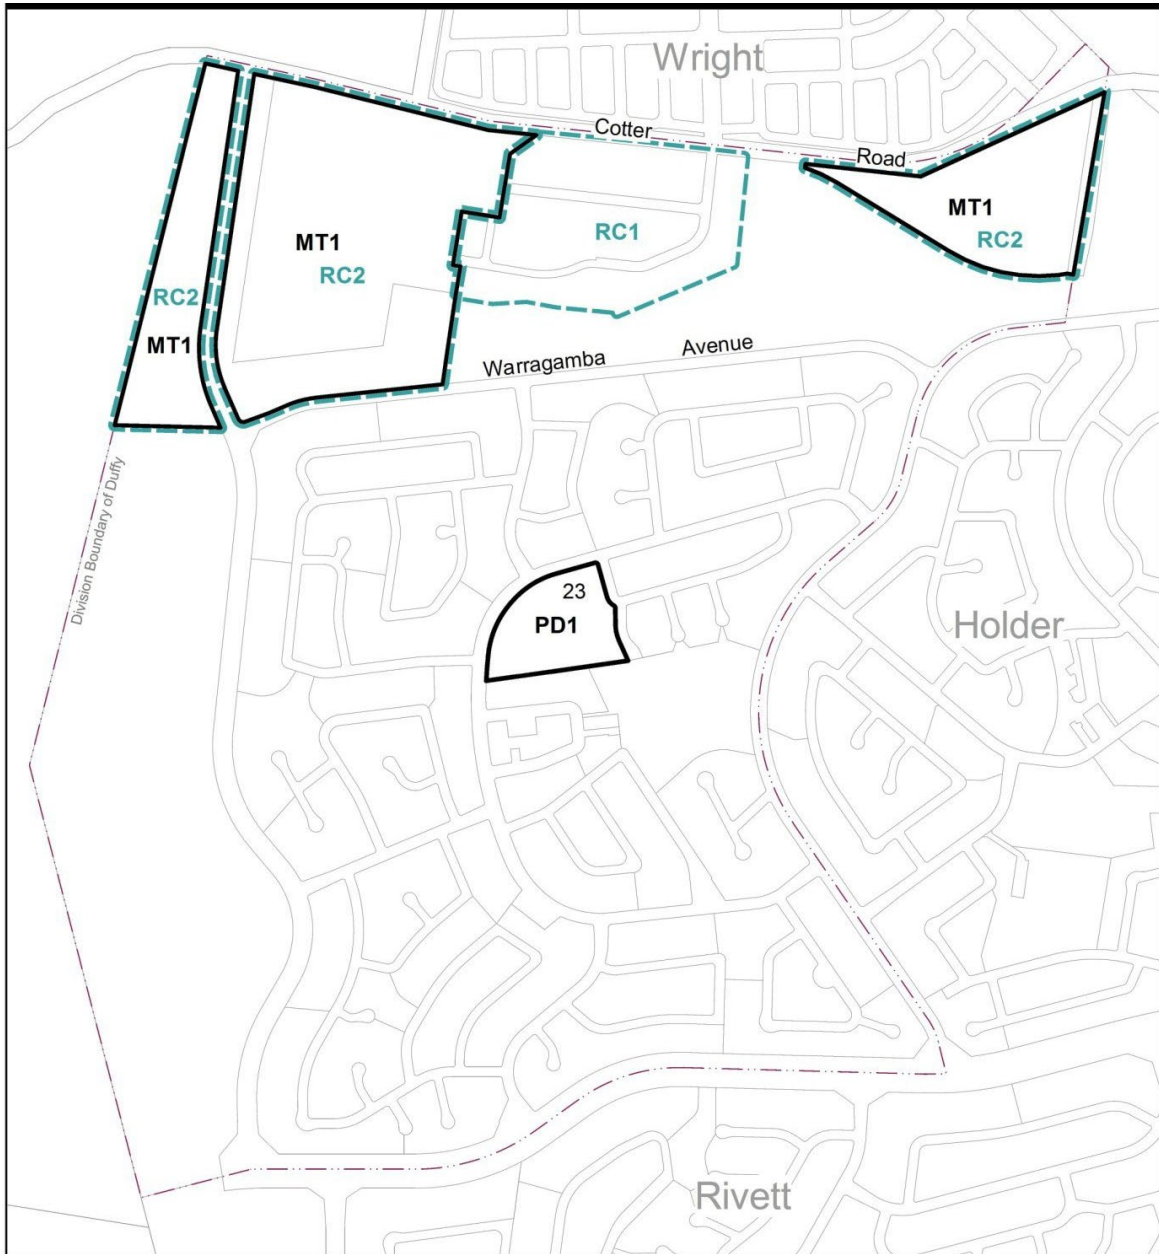 Wright
Cotter
Road
MT1
RC2
RC1
MT1
RC2
RC2
MT1
Warragamba
Avenue
Division Boundary of Duffy
23
PD1
Holder
Rivett